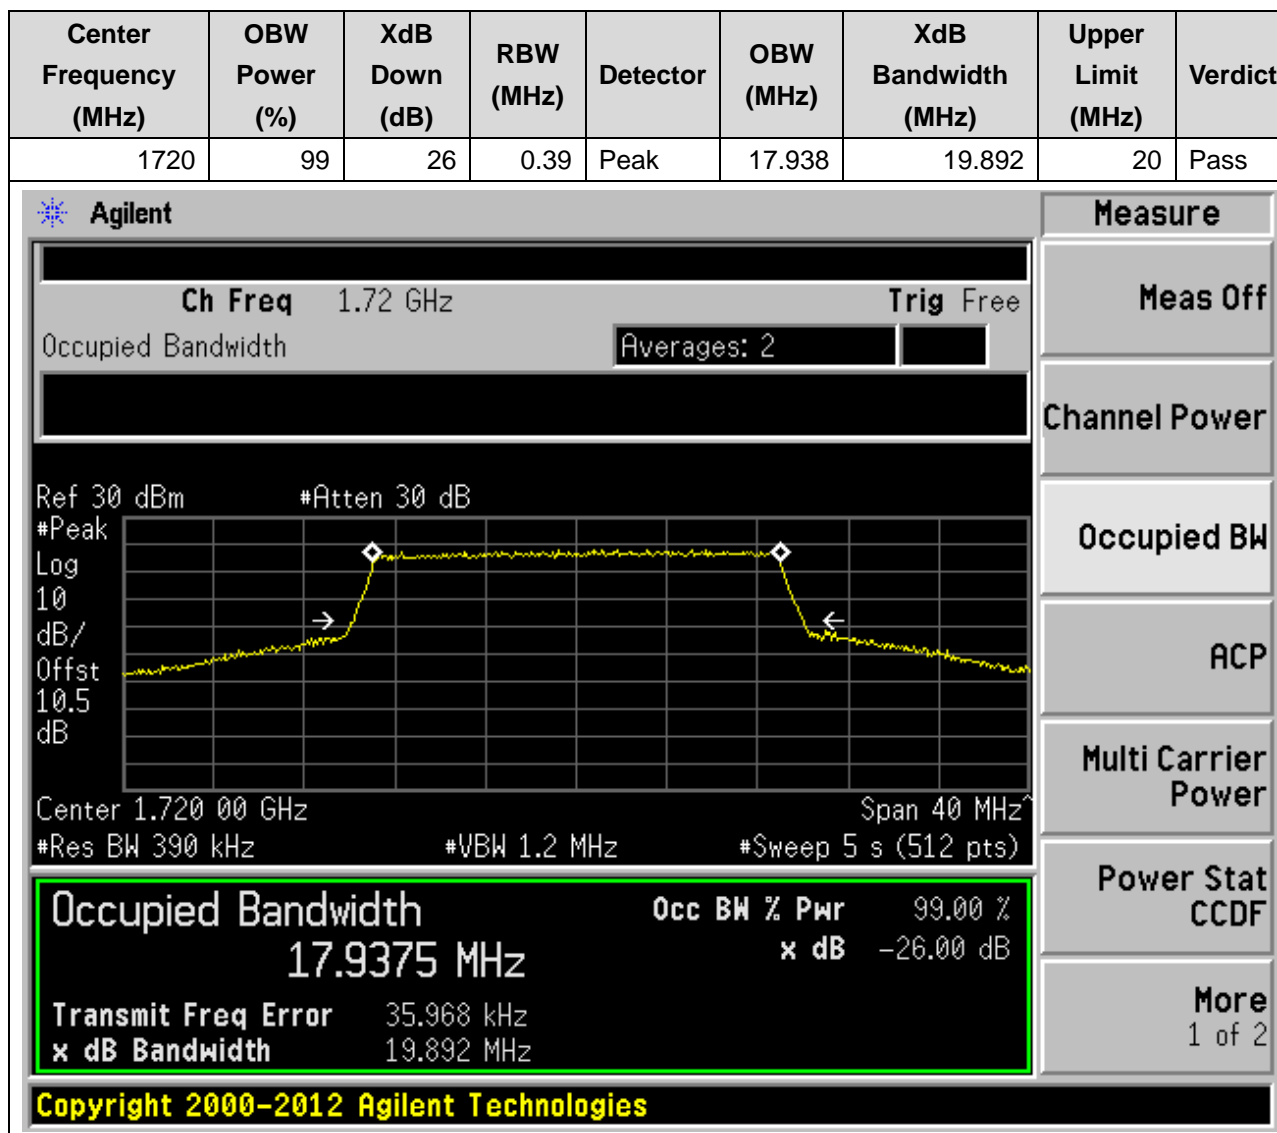 Center Frequency (MHz) OBW Power (%) XdB Down (dB) RBW (MHz) Detector OBW (MHz) XdB Bandwidth (MHz) Upper Limit (MHz) Verdict
1720 99 26 0.39 Peak 17.938 19.892 20 Pass
Agilent
Measure
Ch Freq 1.72 GHz Trig Free
Meas Off
Occupied Bandwidth Averages: 2
Channel Power
Ref 30 dBm #Atten 30 dB
#Peak
Log
10
dB/
Offst
10.5
dB
Occupied BW
ACP
Multi Carrier
Power
Center 1.720 00 GHz Span 40 MHz^
#Res BW 390 kHz #VBW 1.2 MHz #Sweep 5 s (512 pts)
Power Stat
CCDF
Occupied Bandwidth Occ BW % Pwr 99.00 %
17.9375 MHz x dB -26.00 dB
Transmit Freq Error 35.968 kHz
x dB Bandwidth 19.892 MHz
More
1 of 2
Copyright 2000-2012 Agilent Technologies